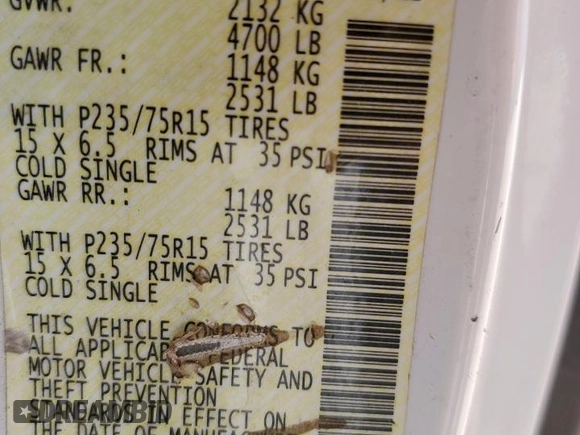 GVWR: 2132 KG
4700 LB
GAWR FR.: 1148 KG
2531 LB
WITH P235/75R15 TIRES
15 X 6.5 RIMS AT 35 PSI
COLD SINGLE
GAWR RR.: 1148 KG
2531 LB
WITH P235/75R15 TIRES
15 X 6.5 RIMS AT 35 PSI
COLD SINGLE
THIS VEHICLE CONFORMS TO
ALL FEDERAL
MOTOR VEHICLE SAFETY AND
THEFT PREVENTION
STANDARDS IN EFFECT ON
THE DATE OF